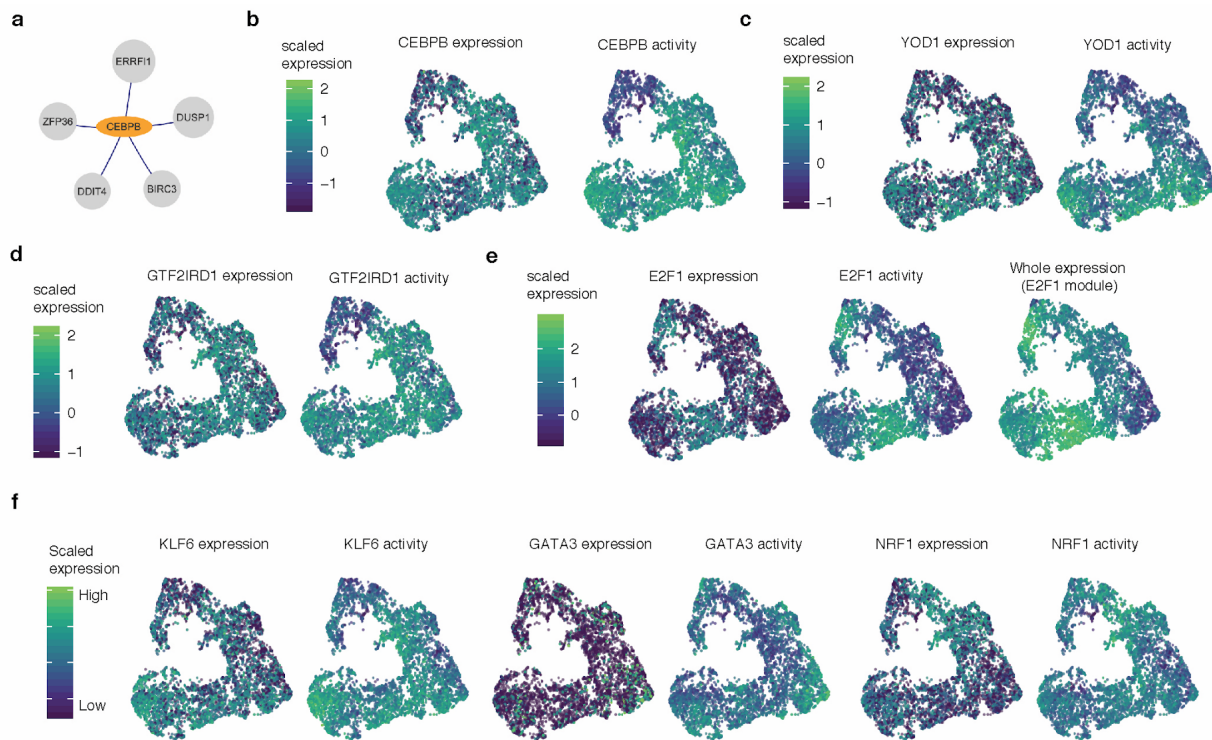 a
ERRFI1
ZFP36
CEBPB
DUSP1
DDIT4
BIRC3
b
scaled
expression
2
1
0
−1
CEBPB expression
CEBPB activity
c
scaled
expression
2
1
0
−1
YOD1 expression
YOD1 activity
d
scaled
expression
2
1
0
−1
GTF2IRD1 expression
GTF2IRD1 activity
e
scaled
expression
2
1
0
E2F1 expression
E2F1 activity
Whole expression
(E2F1 module)
f
Scaled
expression
High
Low
KLF6 expression
KLF6 activity
GATA3 expression
GATA3 activity
NRF1 expression
NRF1 activity